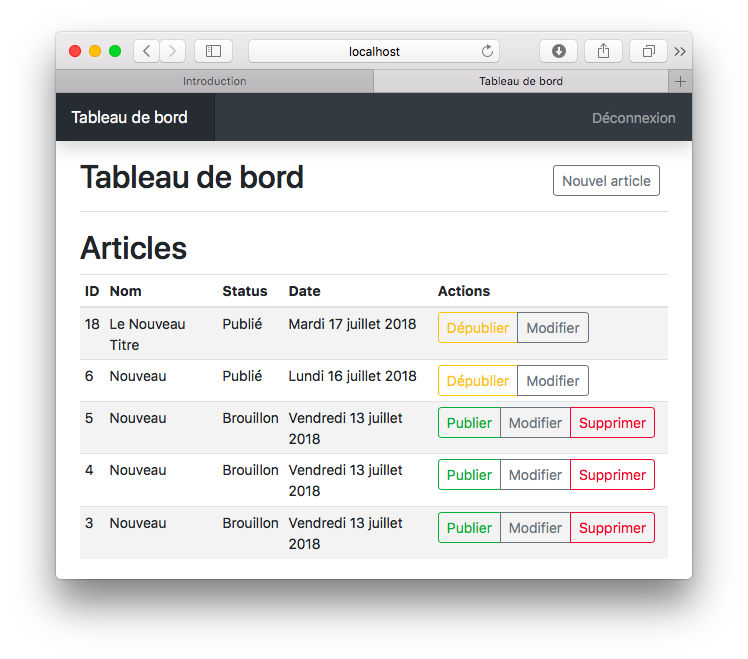 localhost
Introduction
Tableau de bord
Tableau de bord
Déconnexion
Tableau de bord
Nouvel article
Articles
ID Nom Status Date Actions
18 Le Nouveau Publié Mardi 17 juillet 2018 Dépublier Modifier
Titre
6 Nouveau Publié Lundi 16 juillet 2018 Dépublier Modifier
5 Nouveau Brouillon Vendredi 13 juillet Publier Modifier Supprimer
2018
4 Nouveau Brouillon Vendredi 13 juillet Publier Modifier Supprimer
2018
3 Nouveau Brouillon Vendredi 13 juillet Publier Modifier Supprimer
2018